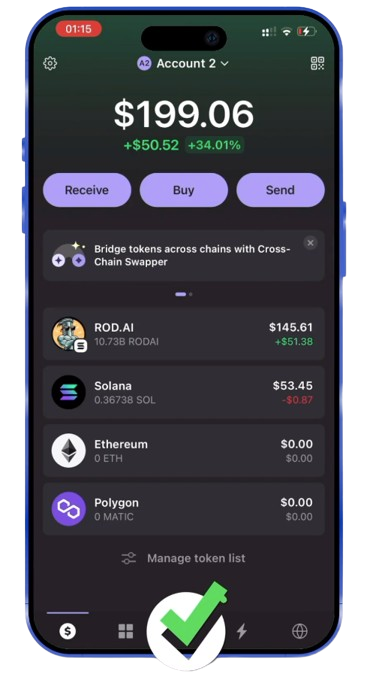 01:15
A2 Account 2
$199.06
+$50.52 +34.01%
Receive Buy Send
Bridge tokens across chains with Cross-
Chain Swapper
ROD.AI $145.61
10.73B RODAI +$51.38
Solana $53.45
0.36738 SOL -$0.87
Ethereum $0.00
0 ETH $0.00
Polygon $0.00
0 MATIC $0.00
Manage token list